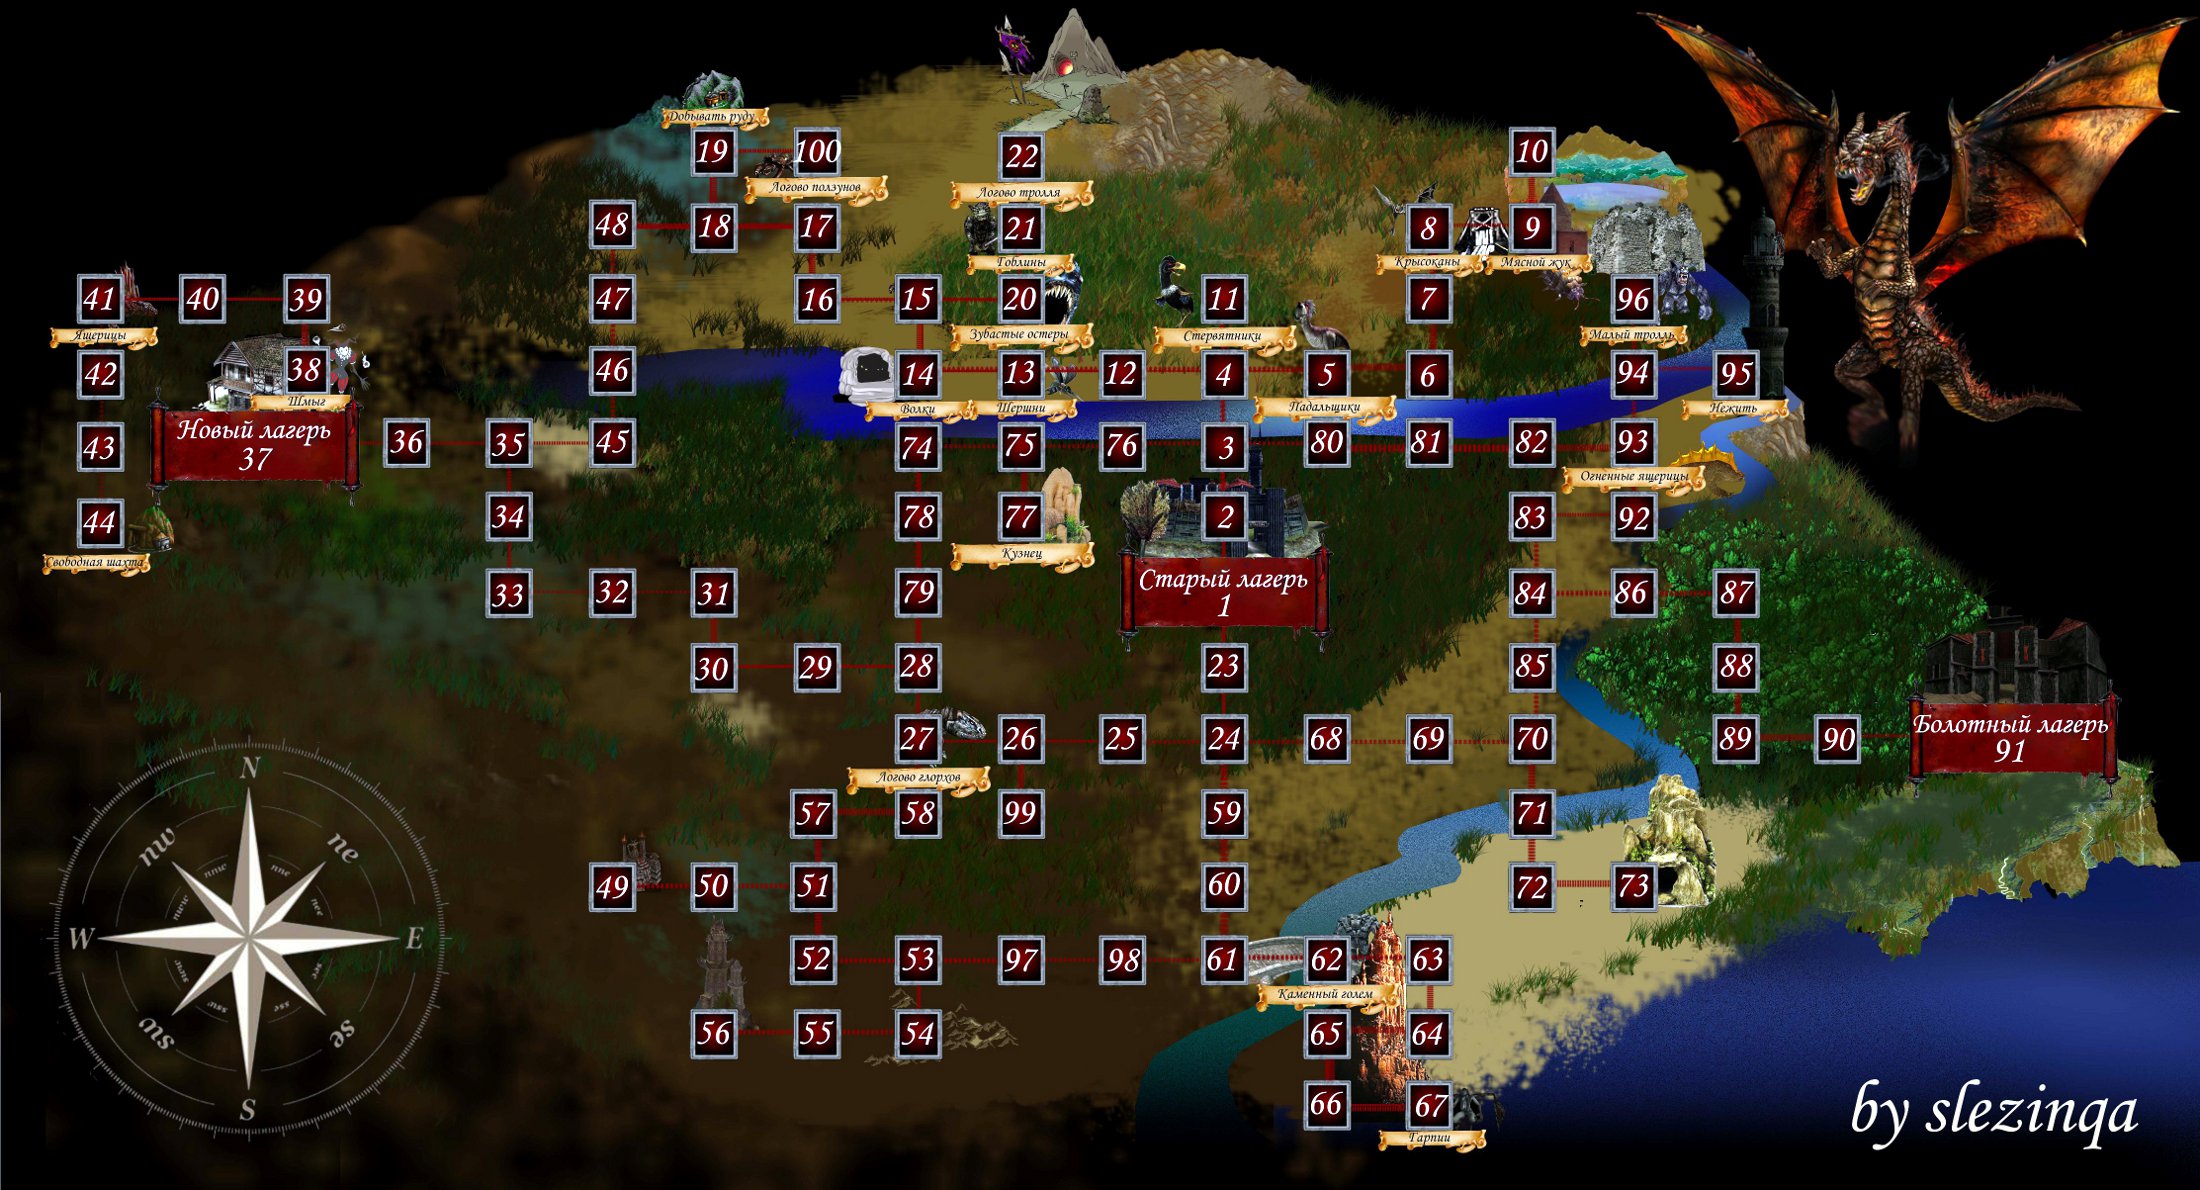 Добывать руду
19 100 22 10
Логово ползунов
Логово тролля
48 18 17 21 8 9
Гоблины
Крысоканы
Мясной жук
41 40 39 47 16 15 20 11 7 96
Ящерицы
Зубастые остеры
Стервятники
Малый тролль
42 38 46 14 13 12 4 5 6 94 95
Шмыг
Волки
Шершни
Падальщики
Нежить
43
Новый лагерь
37
36 35 45 74 75 76 3 80 81 82 93
Огненные ящерицы
44 34 78 77 2 83 92
Свободная шахта
Кузнец
33 32 31 79
Старый лагерь
1
84 86 87
30 29 28 23 85 88
27 26 25 24 68 69 70 89 90
Болотный лагерь
91
Логово глорхов
57 58 99 59 71
49 50 51 60 72 73
52 53 97 98 61 62 63
Каменный голем
56 55 54 65 64
66 67
Гарпии
N
nw
ne
W
E
sw
se
S
by slezinqa